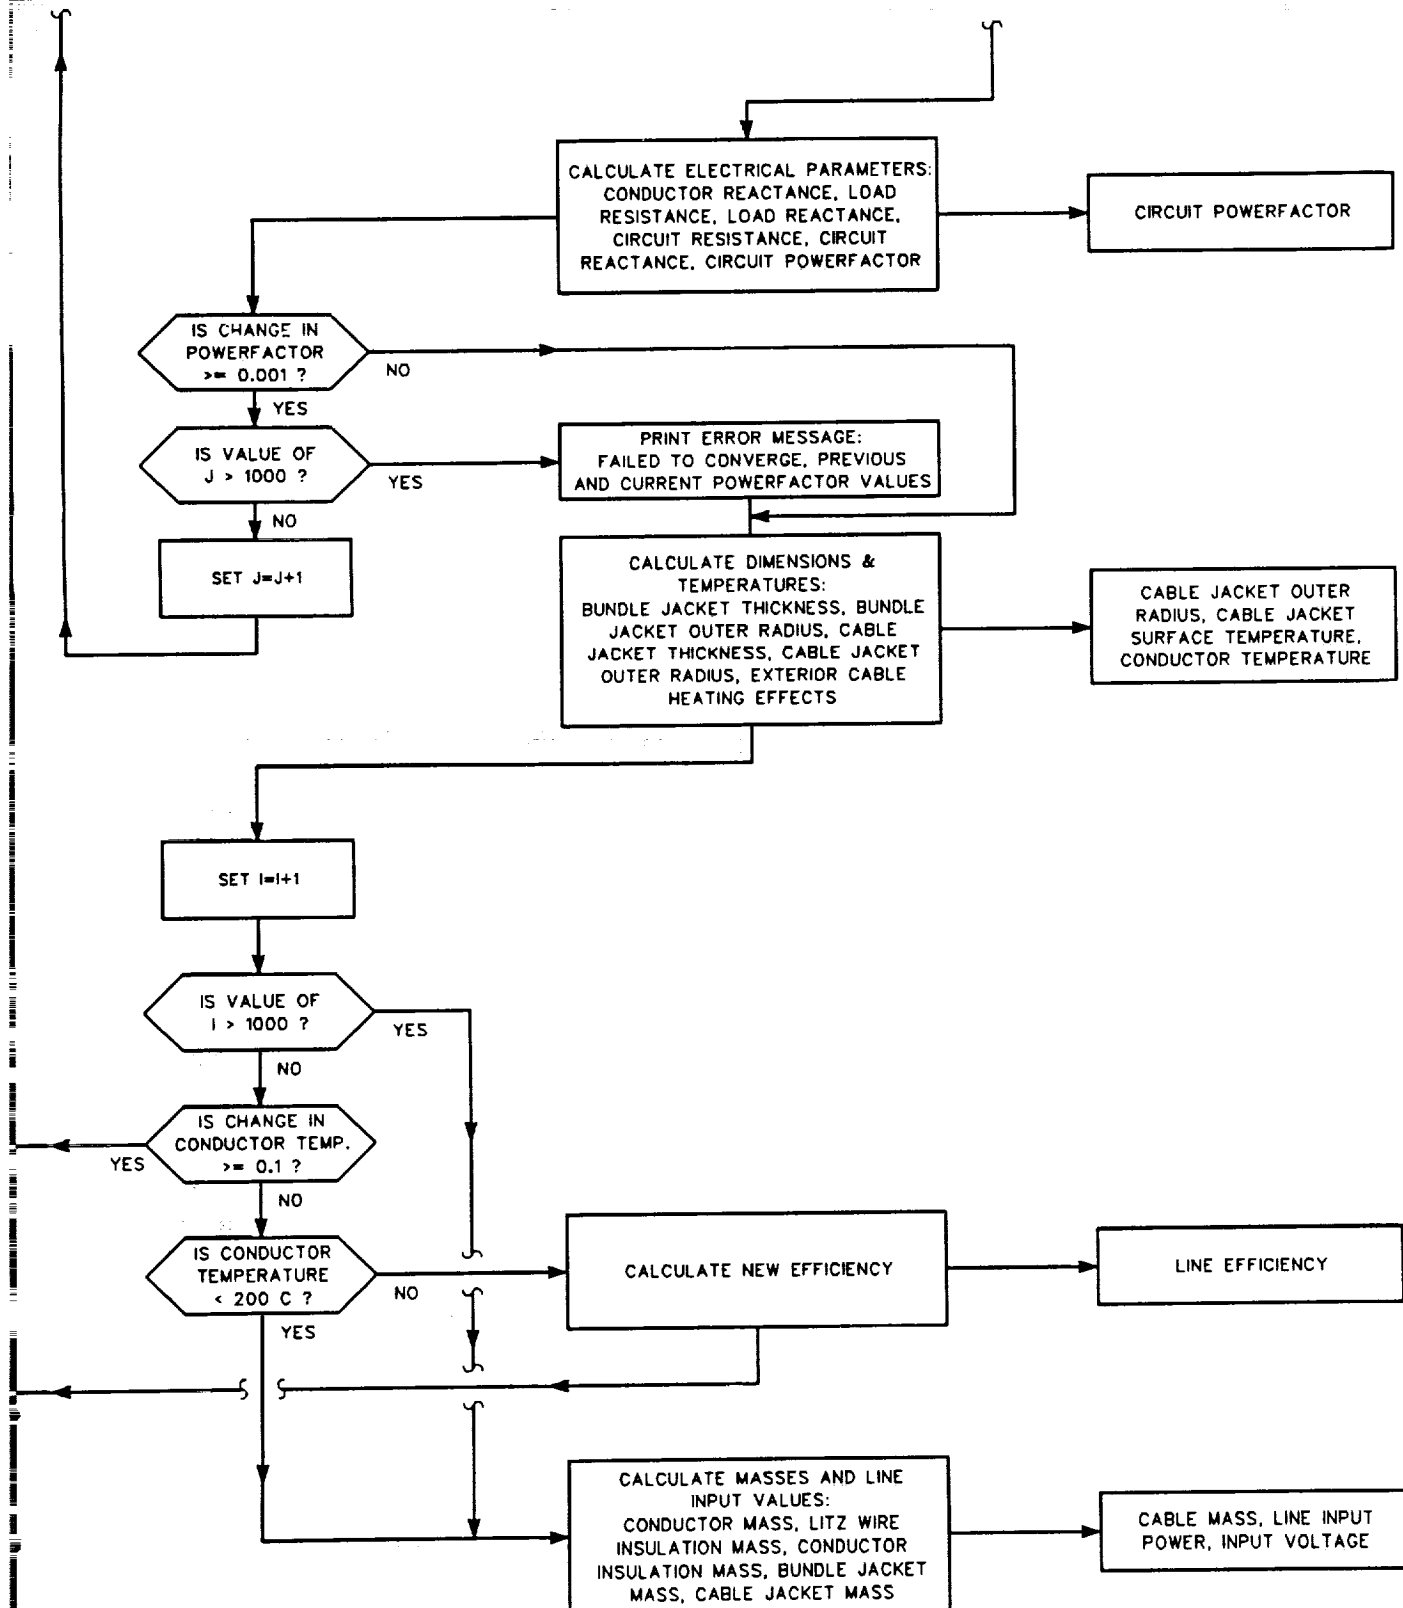 CALCULATE ELECTRICAL PARAMETERS:
CONDUCTOR REACTANCE, LOAD
RESISTANCE, LOAD REACTANCE,
CIRCUIT RESISTANCE, CIRCUIT
REACTANCE, CIRCUIT POWERFACTOR
CIRCUIT POWERFACTOR
IS CHANGE IN
POWERFACTOR
>= 0.001 ?
NO
YES
IS VALUE OF
J > 1000 ?
YES
NO
PRINT ERROR MESSAGE:
FAILED TO CONVERGE, PREVIOUS
AND CURRENT POWERFACTOR VALUES
SET J=J+1
CALCULATE DIMENSIONS &
TEMPERATURES:
BUNDLE JACKET THICKNESS, BUNDLE
JACKET OUTER RADIUS, CABLE
JACKET THICKNESS, CABLE JACKET
OUTER RADIUS, EXTERIOR CABLE
HEATING EFFECTS
CABLE JACKET OUTER
RADIUS, CABLE JACKET
SURFACE TEMPERATURE,
CONDUCTOR TEMPERATURE
SET I=I+1
IS VALUE OF
I > 1000 ?
YES
NO
IS CHANGE IN
CONDUCTOR TEMP.
>= 0.1 ?
YES
NO
IS CONDUCTOR
TEMPERATURE
< 200 C ?
NO
YES
CALCULATE NEW EFFICIENCY
LINE EFFICIENCY
CALCULATE MASSES AND LINE
INPUT VALUES:
CONDUCTOR MASS, LITZ WIRE
INSULATION MASS, CONDUCTOR
INSULATION MASS, BUNDLE JACKET
MASS, CABLE JACKET MASS
CABLE MASS, LINE INPUT
POWER, INPUT VOLTAGE